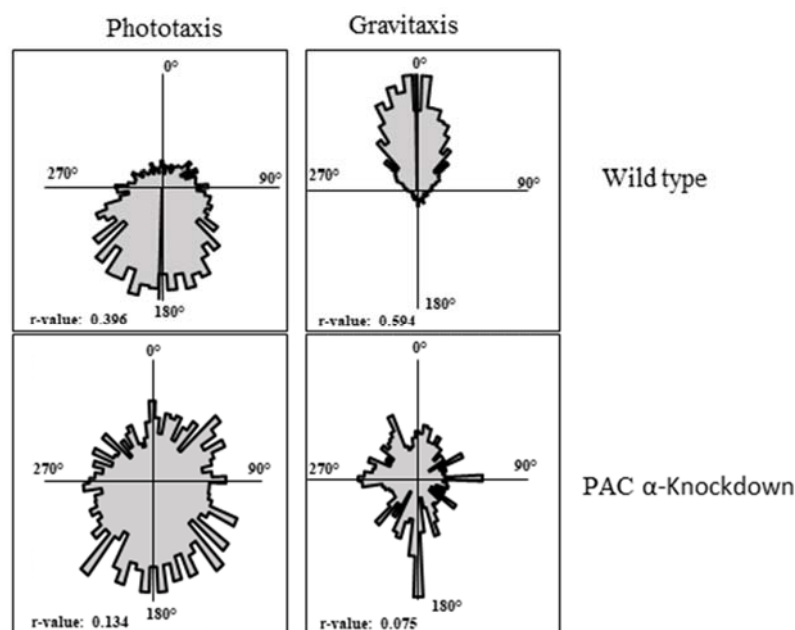 Phototaxis Gravitaxis
0°
270° 90°
180°
r-value: 0.396
0°
270° 90°
180°
r-value: 0.594
Wild type
0°
270° 90°
180°
r-value: 0.134
0°
270° 90°
180°
r-value: 0.075
PAC α-Knockdown